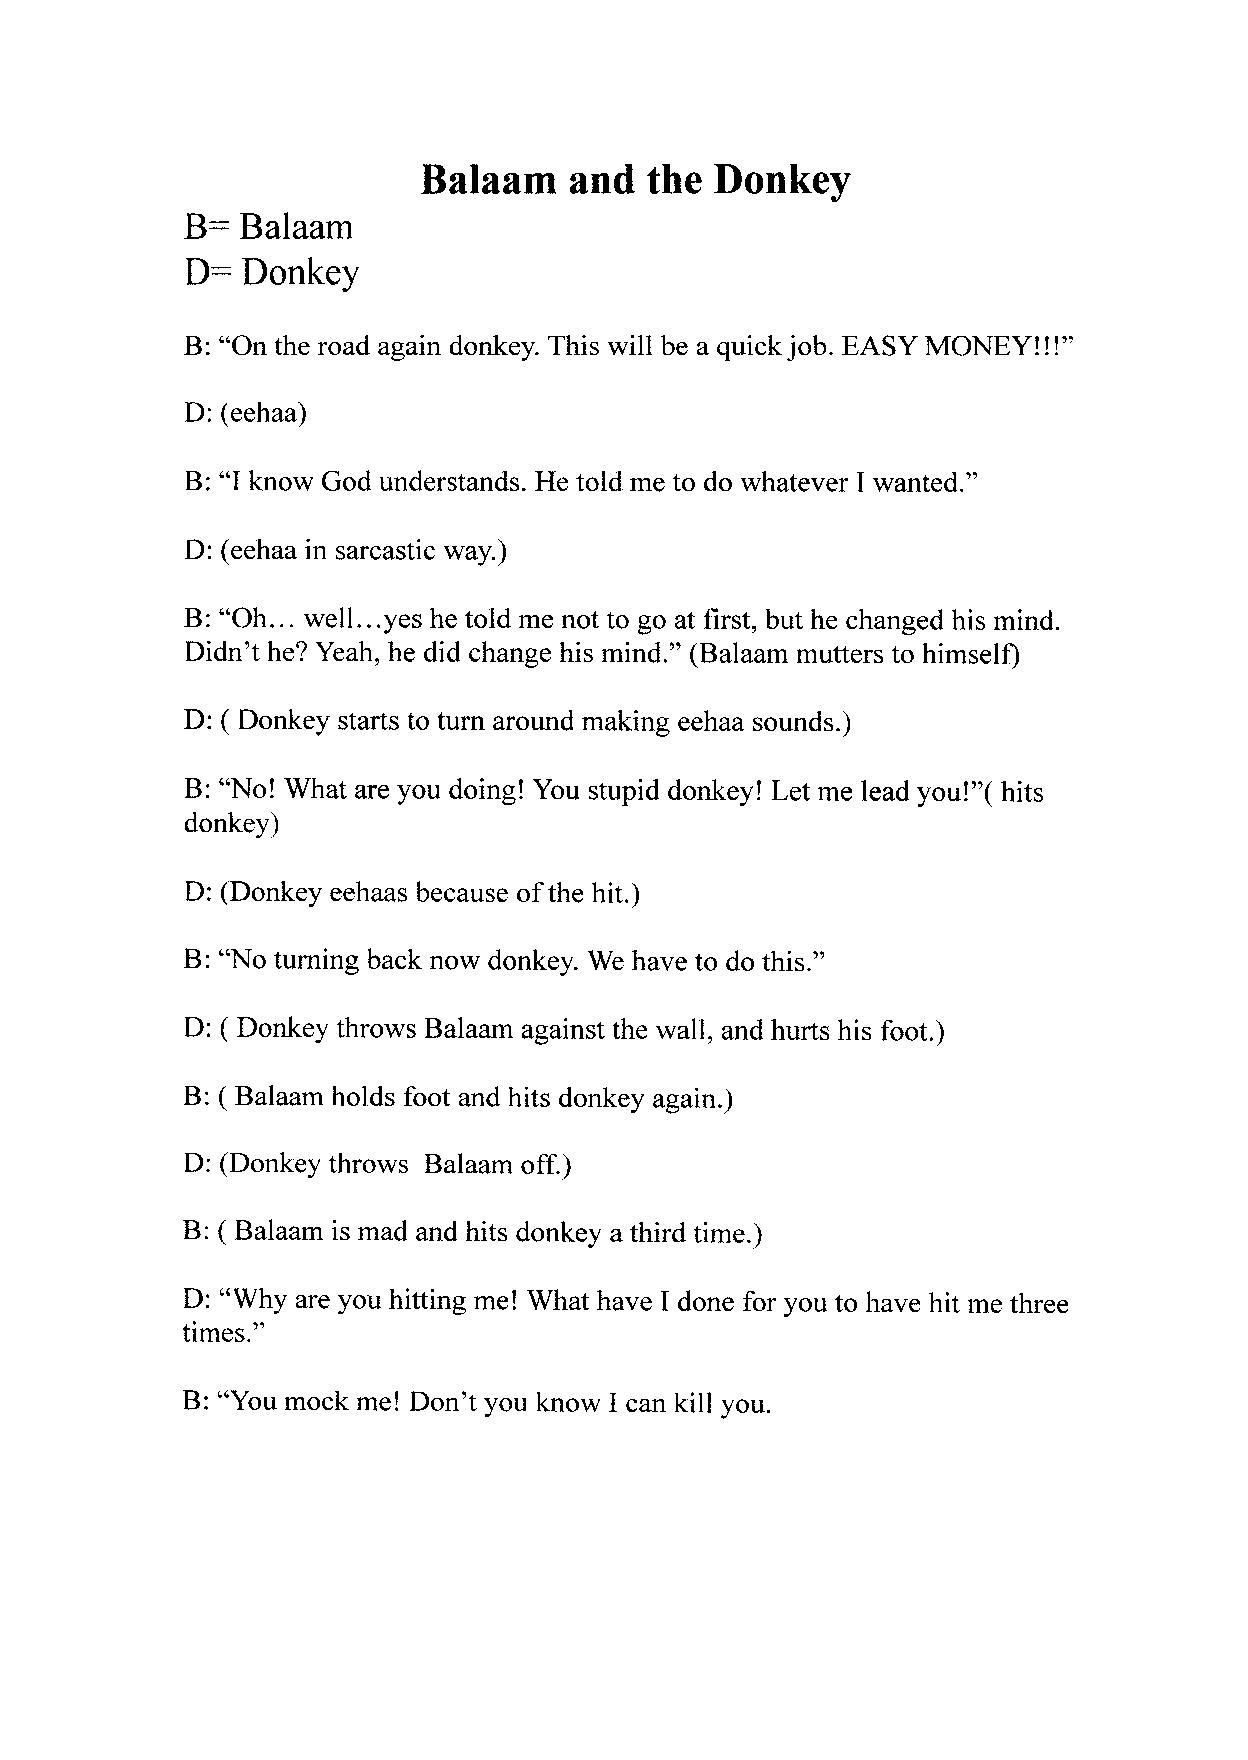 Balaam and the Donkey
B= Balaam
D= Donkey
B: “On the road again donkey. This will be a quick job. EASY MONEY!!!”
D: (eehaa)
B: “I know God understands. He told me to do whatever I wanted.”
D: (eehaa in sarcastic way.)
B: “Oh… well…yes he told me not to go at first, but he changed his mind.
Didn’t he? Yeah, he did change his mind.” (Balaam mutters to himself)
D: ( Donkey starts to turn around making eehaa sounds.)
B: “No! What are you doing! You stupid donkey! Let me lead you!”( hits
donkey)
D: (Donkey eehaas because of the hit.)
B: “No turning back now donkey. We have to do this.”
D: ( Donkey throws Balaam against the wall, and hurts his foot.)
B: ( Balaam holds foot and hits donkey again.)
D: (Donkey throws Balaam off.)
B: ( Balaam is mad and hits donkey a third time.)
D: “Why are you hitting me! What have I done for you to have hit me three
times.”
B: “You mock me! Don’t you know I can kill you.